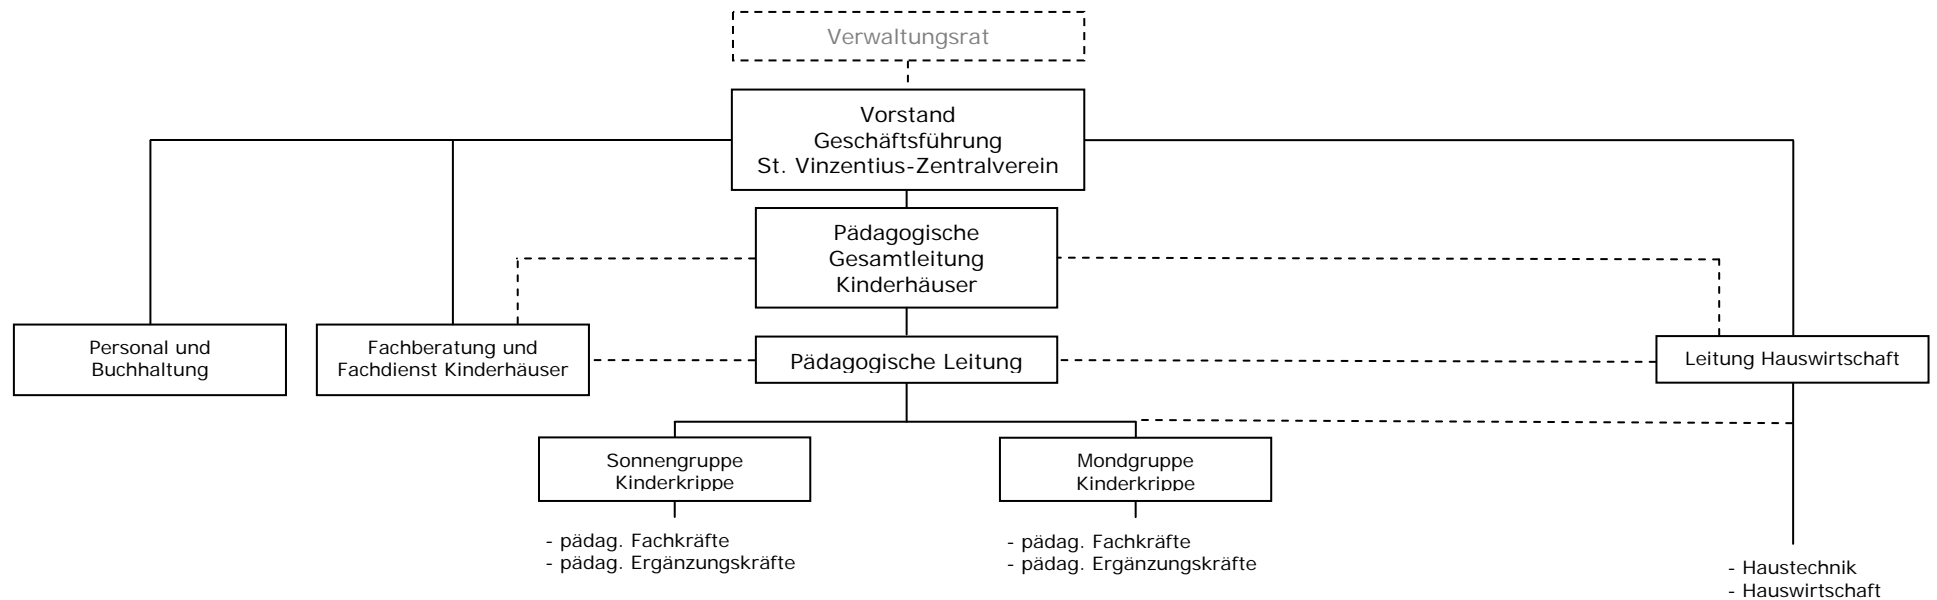 Verwaltungsrat
Vorstand
Geschäftsführung
St. Vinzentius-Zentralverein
Pädagogische
Gesamtleitung
Kinderhäuser
Personal und
Buchhaltung
Fachberatung und
Fachdienst Kinderhäuser
Pädagogische Leitung
Leitung Hauswirtschaft
Sonnengruppe
Kinderkrippe
Mondgruppe
Kinderkrippe
- pädag. Fachkräfte
- pädag. Ergänzungskräfte
- pädag. Fachkräfte
- pädag. Ergänzungskräfte
- Haustechnik
- Hauswirtschaft